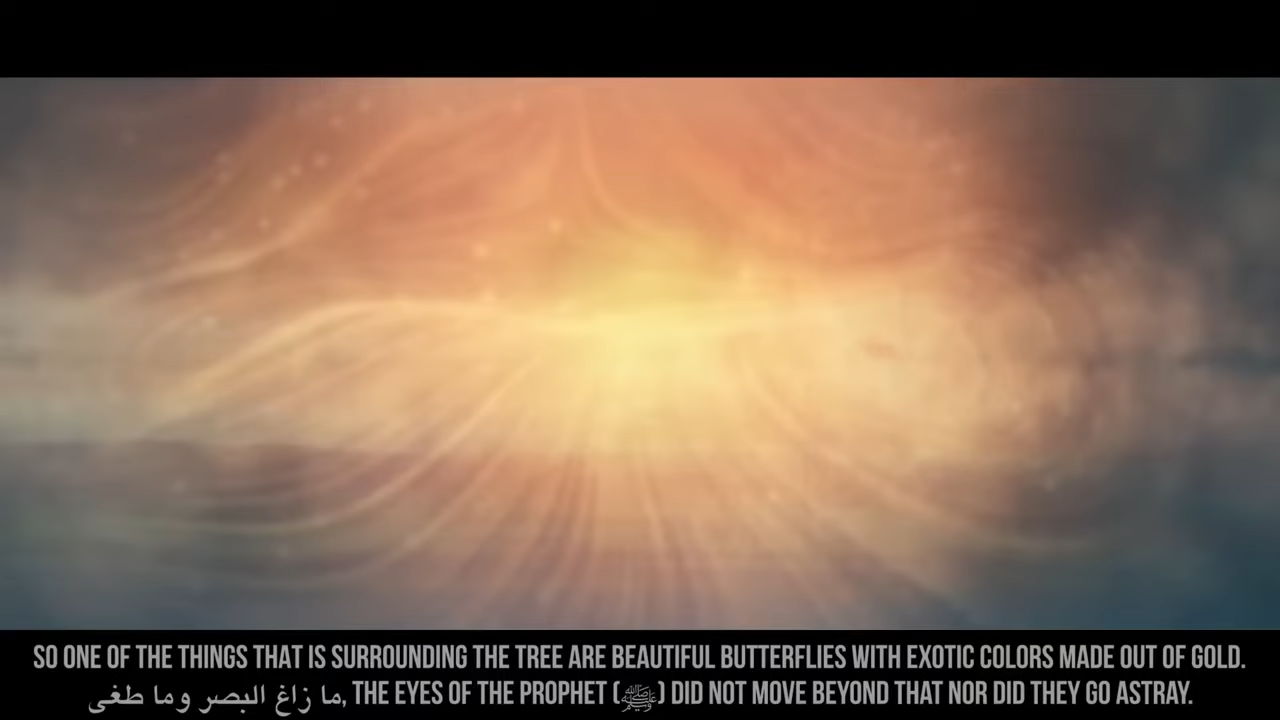 SO ONE OF THE THINGS THAT IS SURROUNDING THE TREE ARE BEAUTIFUL BUTTERFLIES WITH EXOTIC COLORS MADE OUT OF GOLD.
ما زاغ البصر وما طغى, THE EYES OF THE PROPHET (ﷺ) DID NOT MOVE BEYOND THAT NOR DID THEY GO ASTRAY.